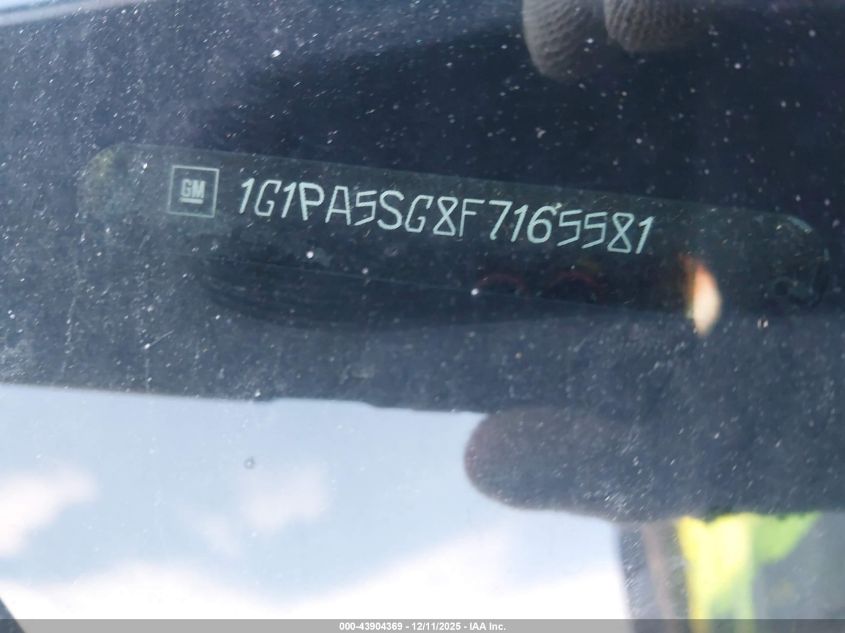 GM 1G1PA5SG8F7165581
000-43904369 - 12/11/2025 - IAA Inc.